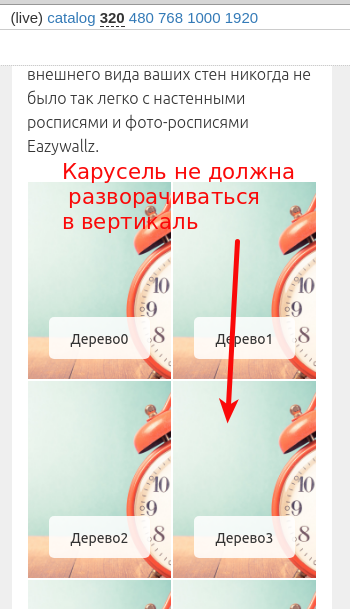 (live) catalog 320 480 768 1000 1920
внешнего вида ваших стен никогда не
было так легко с настенными
росписями и фото-росписями
Eazywallz.
Карусель не должна
разворачиваться
в вертикаль
10
9
8
10
9
8
Дерево0
Дерево1
10
9
8
10
9
8
Дерево2
Дерево3